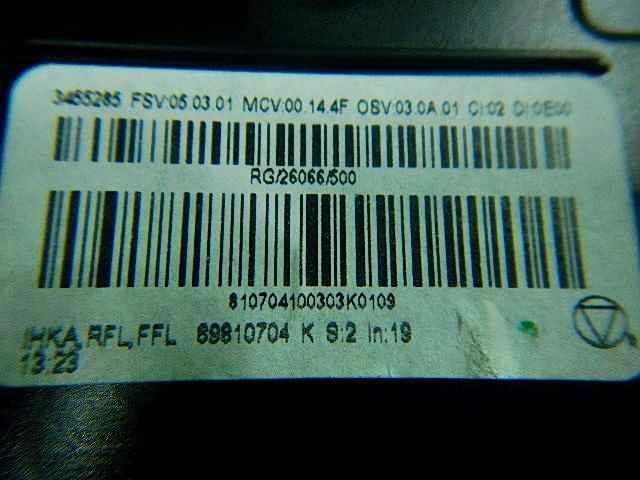 3455285 FSV:05.03.01 MCV:00.14.4F OSV:03.0A.01 CI:02 DI:0E00
RG/26066/500
810704100303K0109
IHKA,RFL,FFL 69810704 K S:2 In:19
13:23